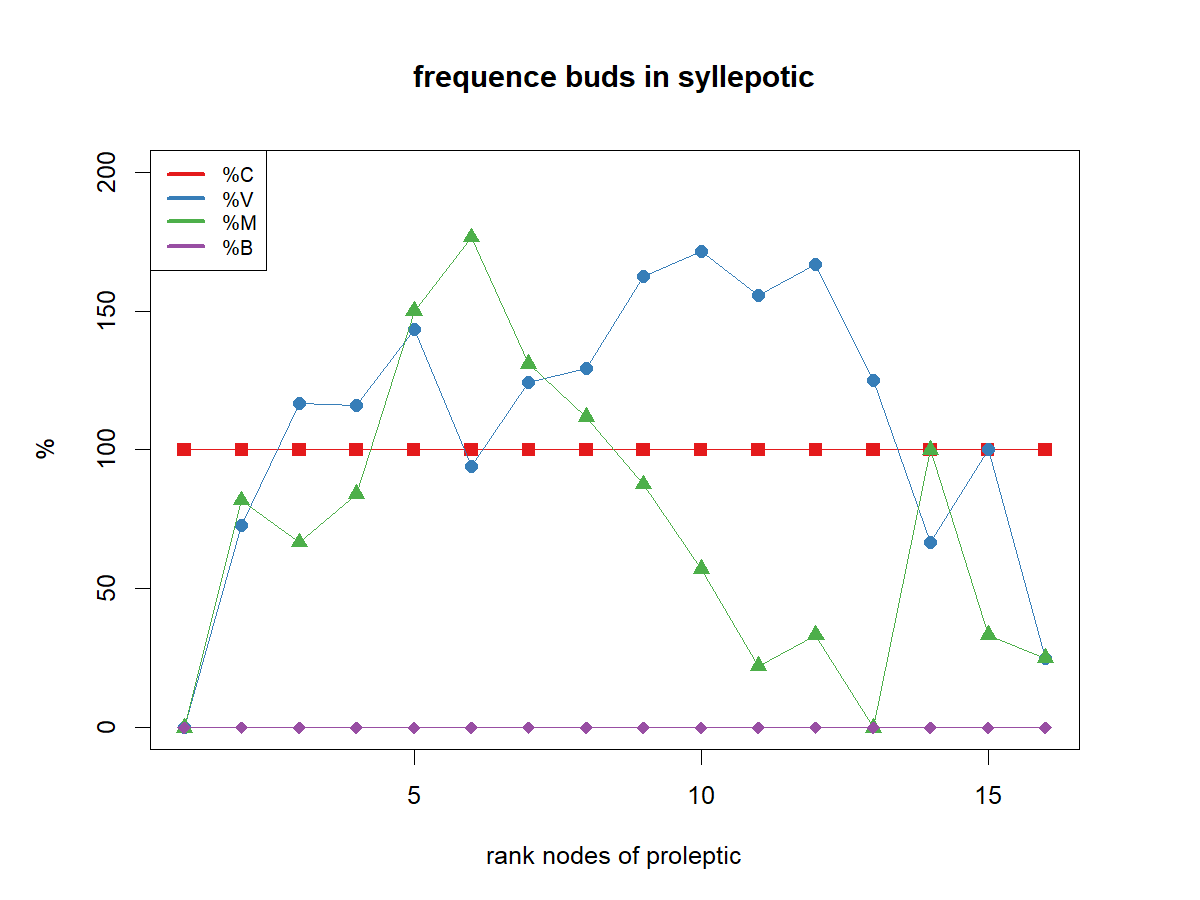 frequence buds in syllepotic
%C
%V
%M
%B
200
150
100
50
0
%
5 10 15
rank nodes of proleptic